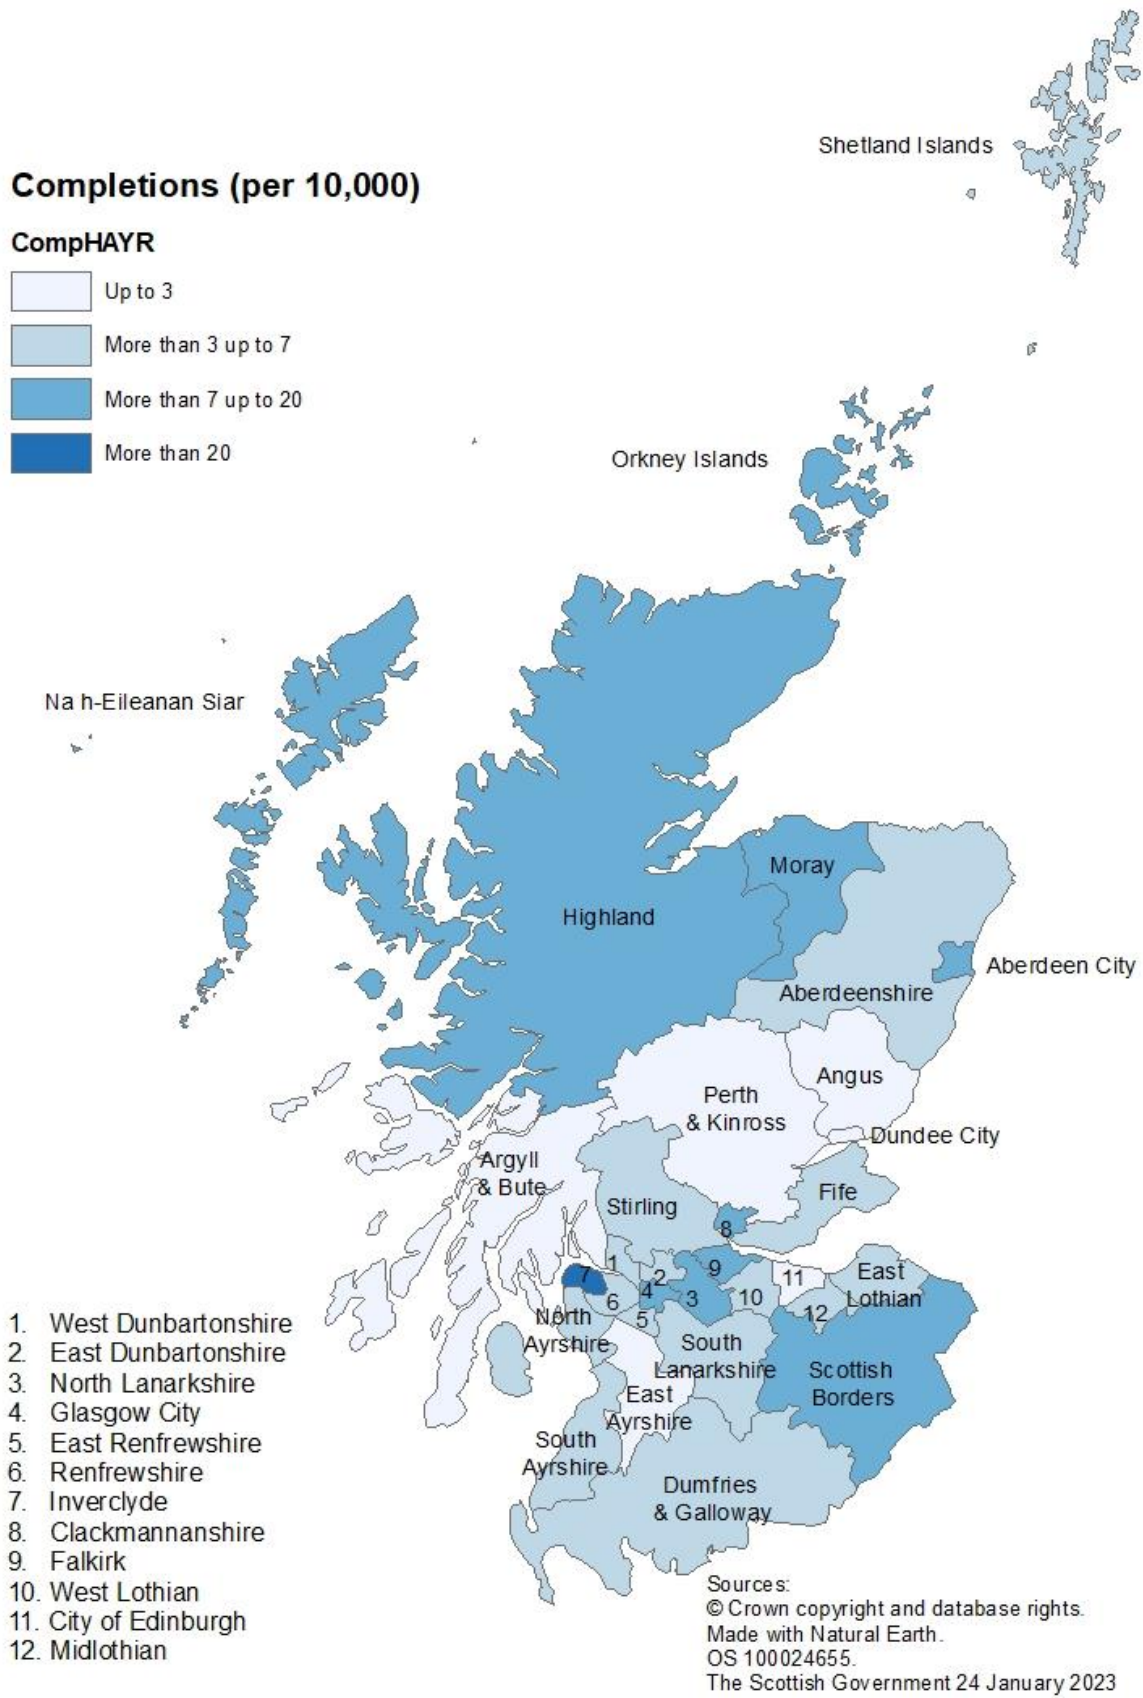 Shetland Islands
Completions (per 10,000)
CompHAYR
Up to 3
More than 3 up to 7
More than 7 up to 20
More than 20
Orkney Islands
Na h-Eileanan Siar
Moray
Highland
Aberdeen City
Aberdeenshire
Angus
Perth
& Kinross
Dundee City
Argyll
& Bute
Fife
Stirling
8
1
2
9
7
11
East
Lothian
4
3
10
6
12
5
North
Ayrshire
South
Lanarkshire
Scottish
Borders
East
Ayrshire
South
Ayrshire
Dumfries
& Galloway
1. West Dunbartonshire
2. East Dunbartonshire
3. North Lanarkshire
4. Glasgow City
5. East Renfrewshire
6. Renfrewshire
7. Inverclyde
8. Clackmannanshire
9. Falkirk
10. West Lothian
11. City of Edinburgh
12. Midlothian
Sources:
© Crown copyright and database rights.
Made with Natural Earth.
OS 100024655.
The Scottish Government 24 January 2023